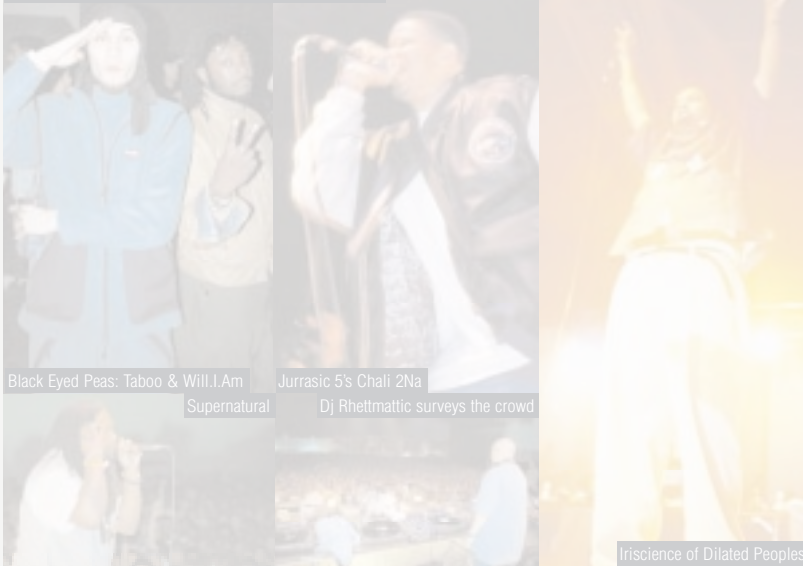 Black Eyed Peas: Taboo & Will.I.Am
Jurrasic 5's Chali 2Na
Supernatural
Dj Rhettmattic surveys the crowd
Iriscience of Dilated Peoples